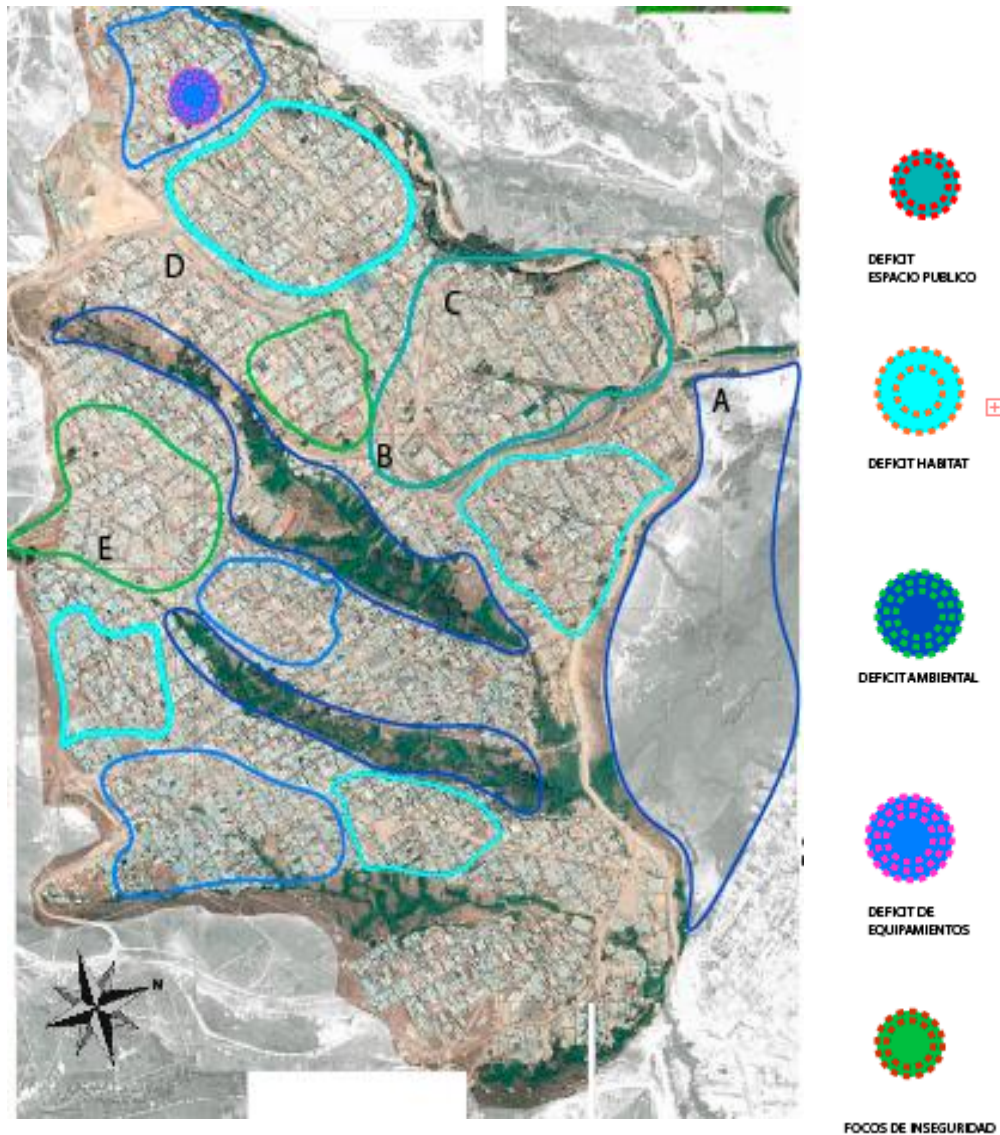 D
C
A
B
E
N
DEFICIT
ESPACIO PUBLICO
DEFICIT HABITAT
DEFICIT AMBIENTAL
DEFICIT DE
EQUIPAMIENTOS
FOCOS DE INSEGURIDAD